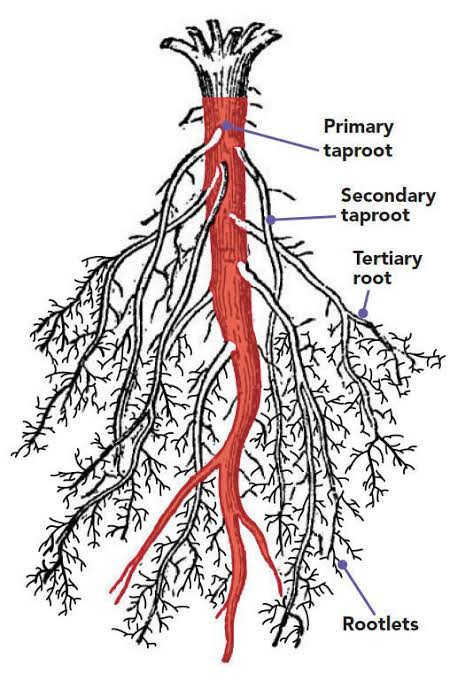 Primary
taproot
Secondary
taproot
Tertiary
root
Rootlets